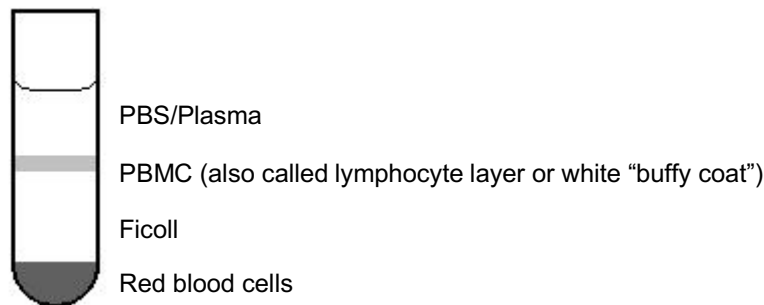 PBS/Plasma
PBMC (also called lymphocyte layer or white “buffy coat”)
Ficoll
Red blood cells